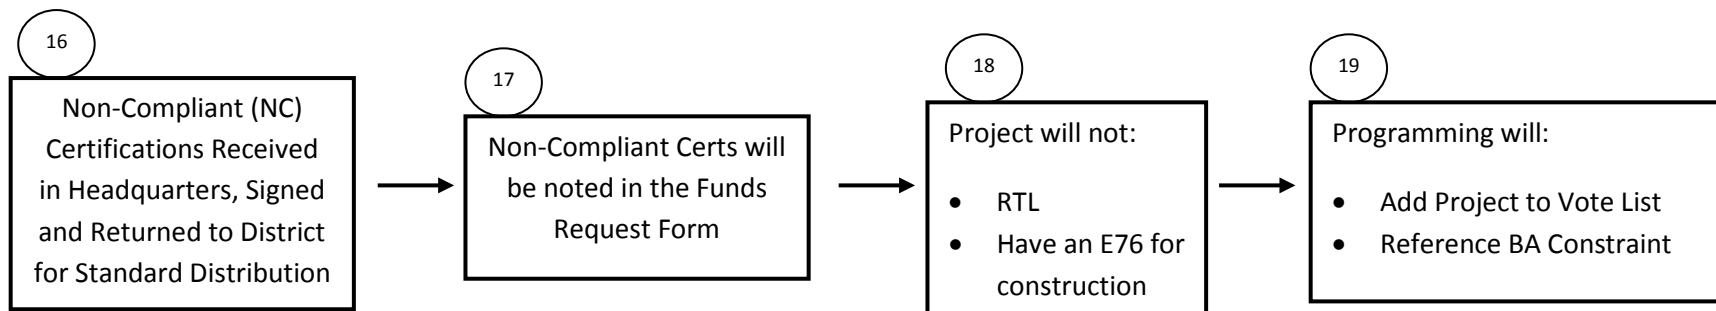 16
Non-Compliant (NC)
Certifications Received
in Headquarters, Signed
and Returned to District
for Standard Distribution
17
Non-Compliant Certs will
be noted in the Funds
Request Form
18
Project will not:
• RTL
• Have an E76 for
construction
19
Programming will:
• Add Project to Vote List
• Reference BA Constraint